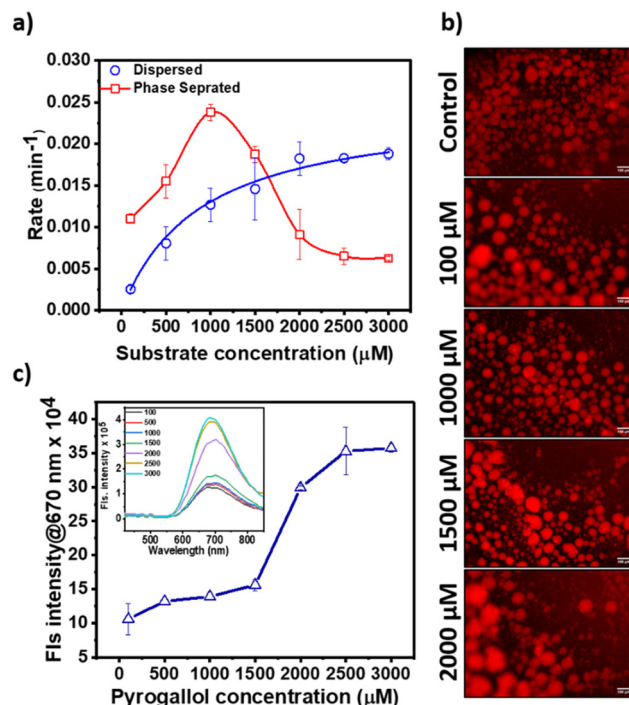 a)
0.030
0.025
0.020
0.015
0.010
0.005
0.000
Rate (min-1)
Dispersed
Phase Seprated
0 500 1000 1500 2000 2500 3000
Substrate concentration (μM)
b)
Control
100 μM
1000 μM
1500 μM
2000 μM
c)
40
35
30
25
20
15
10
5
0
Fls intensity@670 nm x 10⁴
100
500
1000
1500
2000
2500
3000
Fls. intensity x 10⁵
4
3
2
1
0
500 600 700 800
Wavelength (nm)
0 500 1000 1500 2000 2500 3000
Pyrogallol concentration (μM)